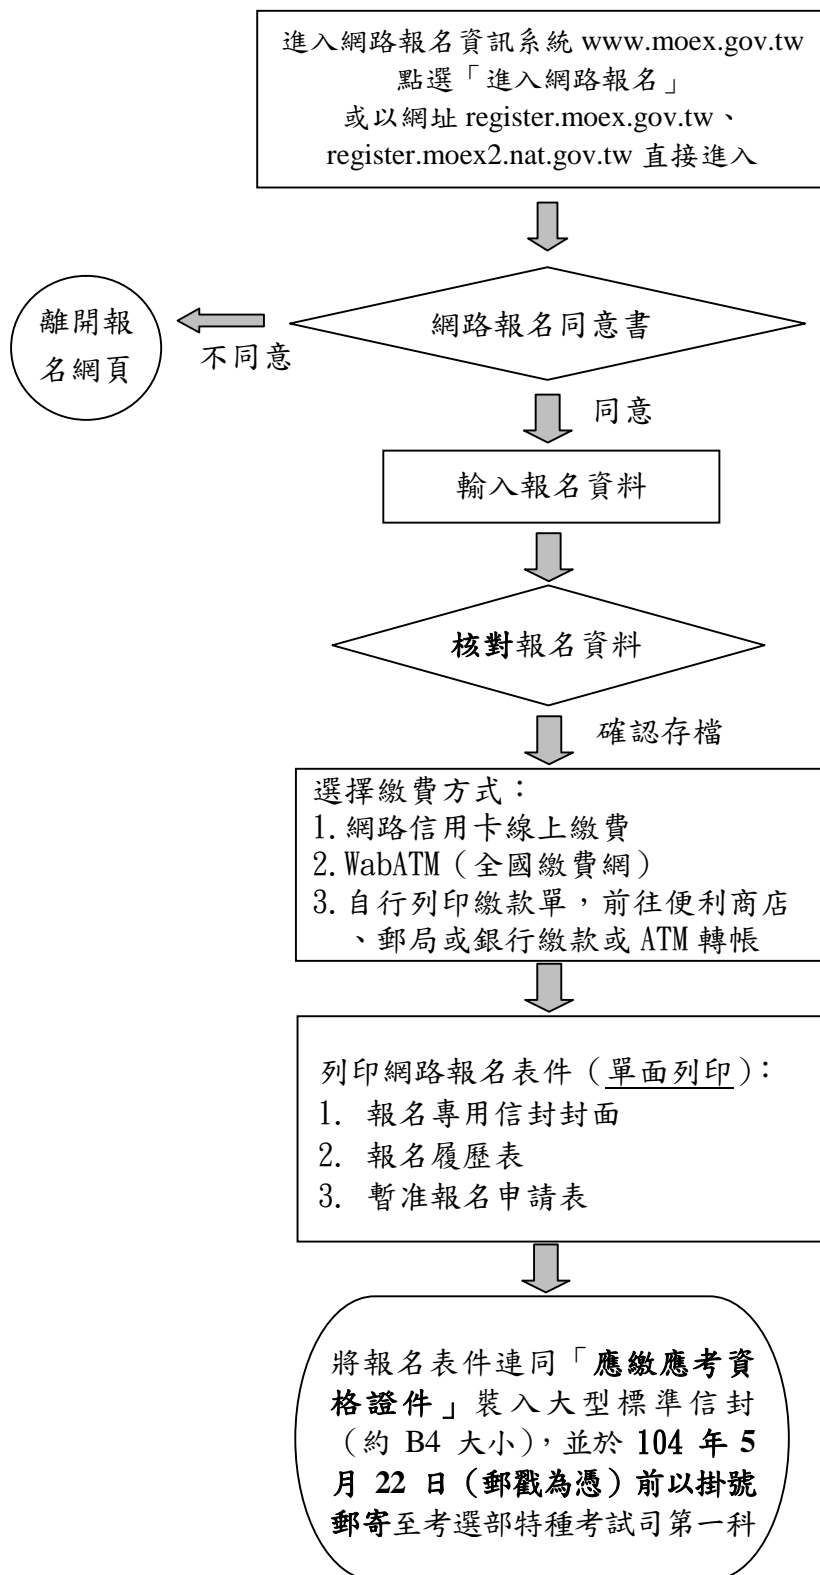 進入網路報名資訊系統 www.moex.gov.tw
點選「進入網路報名」
或以網址 register.moex.gov.tw、
register.moex2.nat.gov.tw 直接進入
網路報名同意書
離開報
名網頁
不同意
同意
輸入報名資料
核對報名資料
確認存檔
選擇繳費方式：
1.網路信用卡線上繳費
2.WabATM（全國繳費網）
3.自行列印繳款單，前往便利商店
、郵局或銀行繳款或 ATM 轉帳
列印網路報名表件（單面列印）：
1. 報名專用信封封面
2. 報名履歷表
3. 暫准報名申請表
將報名表件連同「應繳應考資
格證件」裝入大型標準信封
（約 B4 大小），並於 104 年 5
月 22 日（郵戳為憑）前以掛號
郵寄至考選部特種考試司第一科